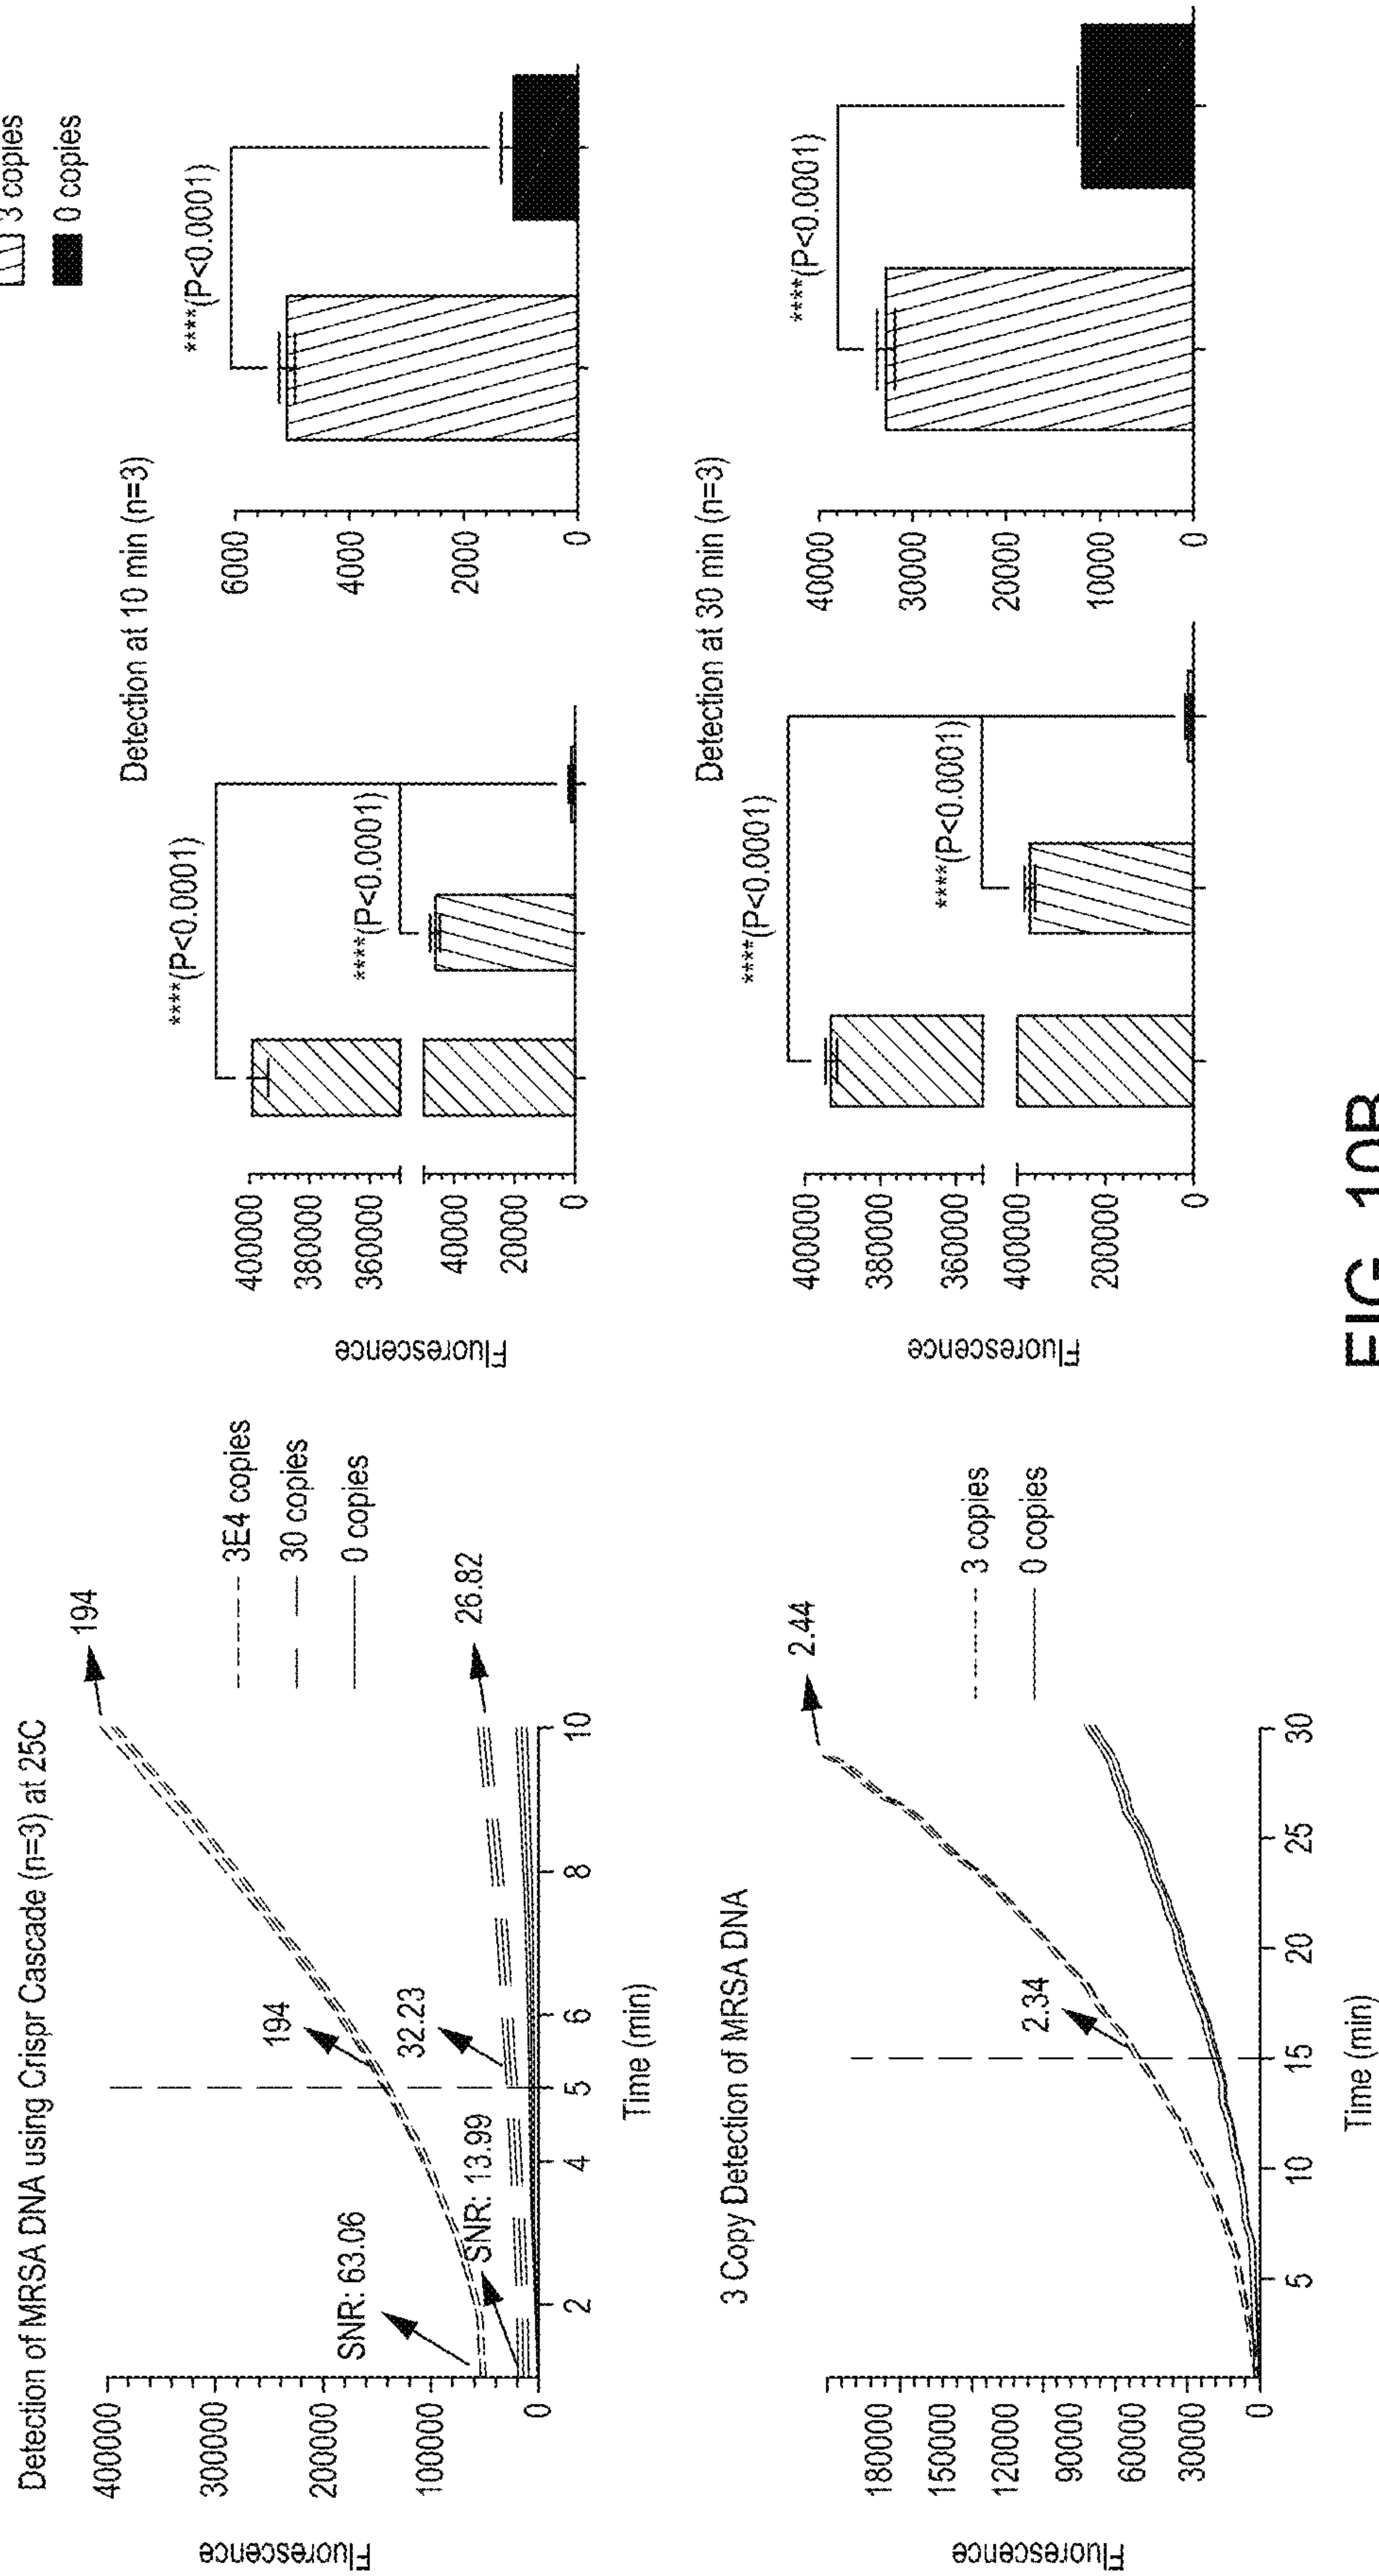 3 copies
0 copies
Detection of MRSA DNA using Crispr Cascade (n=3) at 25C
Fluorescence
400000
300000
200000
100000
0
SNR: 63.06
SNR: 13.99
194
32.23
194
26.82
3E4 copies
30 copies
0 copies
2
4
5
6
8
10
Time (min)
Detection at 10 min (n=3)
Fluorescence
400000
380000
360000
40000
20000
0
****(P<0.0001)
****(P<0.0001)
6000
4000
2000
0
****(P<0.0001)
3 Copy Detection of MRSA DNA
Fluorescence
180000
150000
120000
90000
60000
30000
0
2.34
2.44
3 copies
0 copies
5
10
15
20
25
30
Time (min)
Detection at 30 min (n=3)
Fluorescence
400000
380000
360000
400000
200000
0
****(P<0.0001)
****(P<0.0001)
40000
30000
20000
10000
0
****(P<0.0001)
FIG. 10B